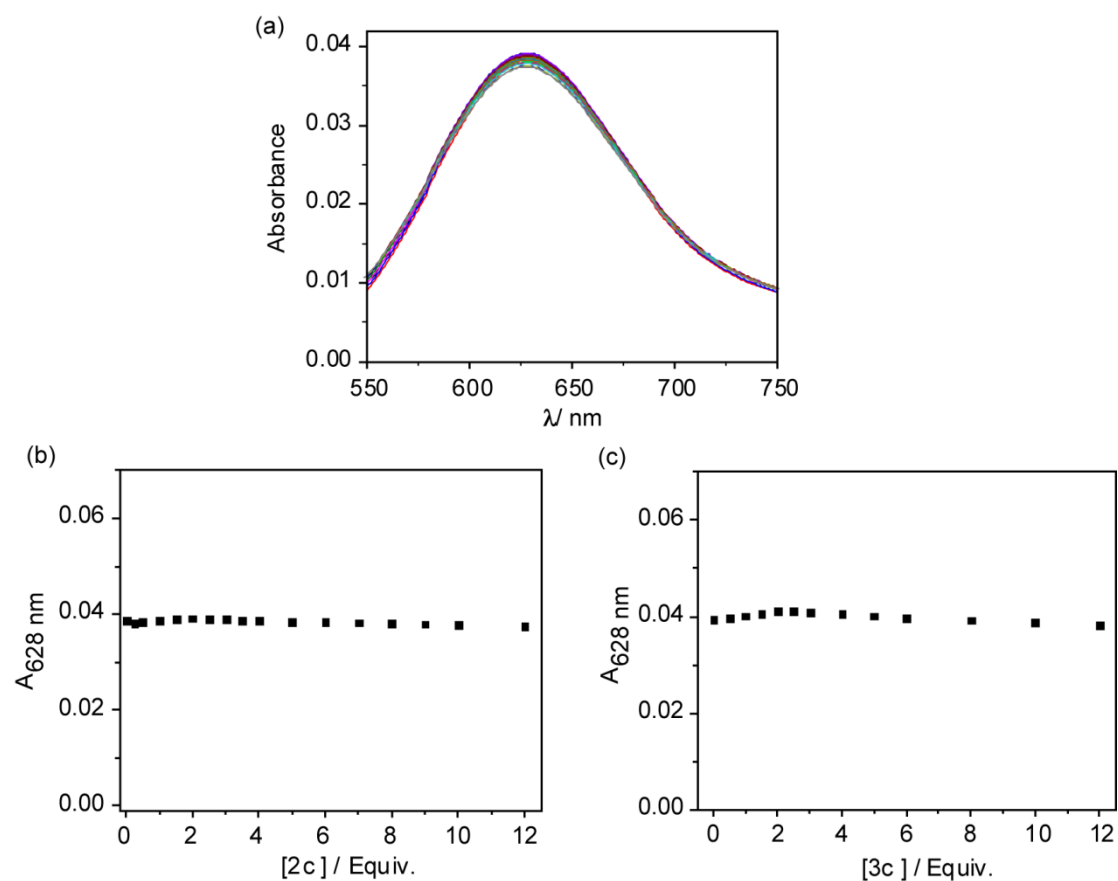 (a)
0.04
0.03
0.02
0.01
0.00
Absorbance
550 600 650 700 750
λ/ nm
(b)
0.06
0.04
0.02
0.00
A628 nm
0 2 4 6 8 10 12
[2c ] / Equiv.
(c)
0.06
0.04
0.02
0.00
A628 nm
0 2 4 6 8 10 12
[3c ] / Equiv.